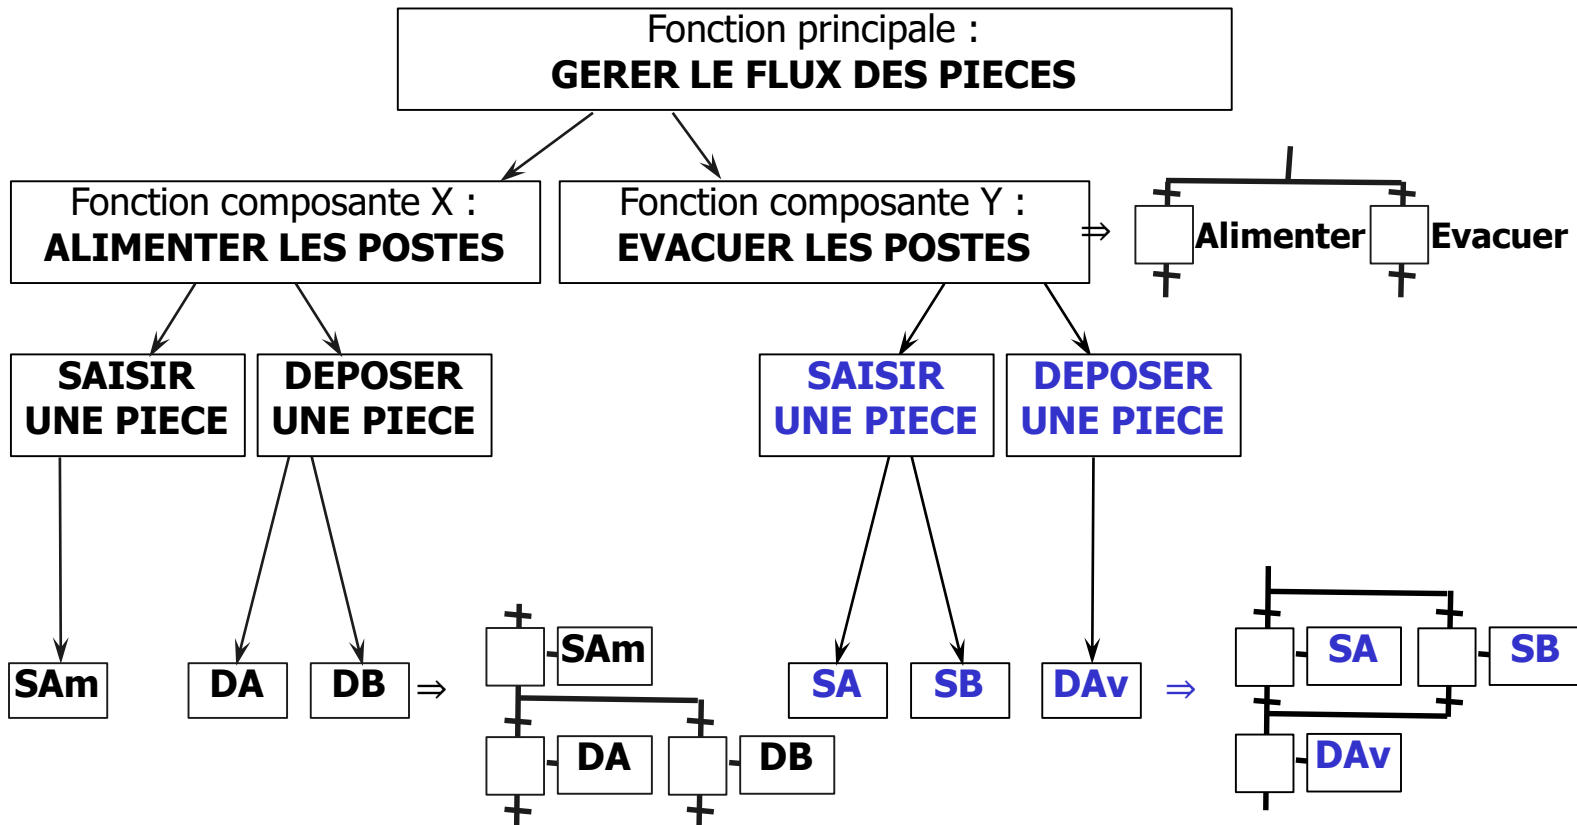 Fonction principale :
GERER LE FLUX DES PIECES
Fonction composante X :
ALIMENTER LES POSTES
Fonction composante Y :
EVACUER LES POSTES
⇒
Alimenter
Evacuer
SAISIR
UNE PIECE
DEPOSER
UNE PIECE
SAISIR
UNE PIECE
DEPOSER
UNE PIECE
SAm
DA
DB
⇒
SAm
DA
DB
SA
SB
DAv
⇒
SA
SB
DAv